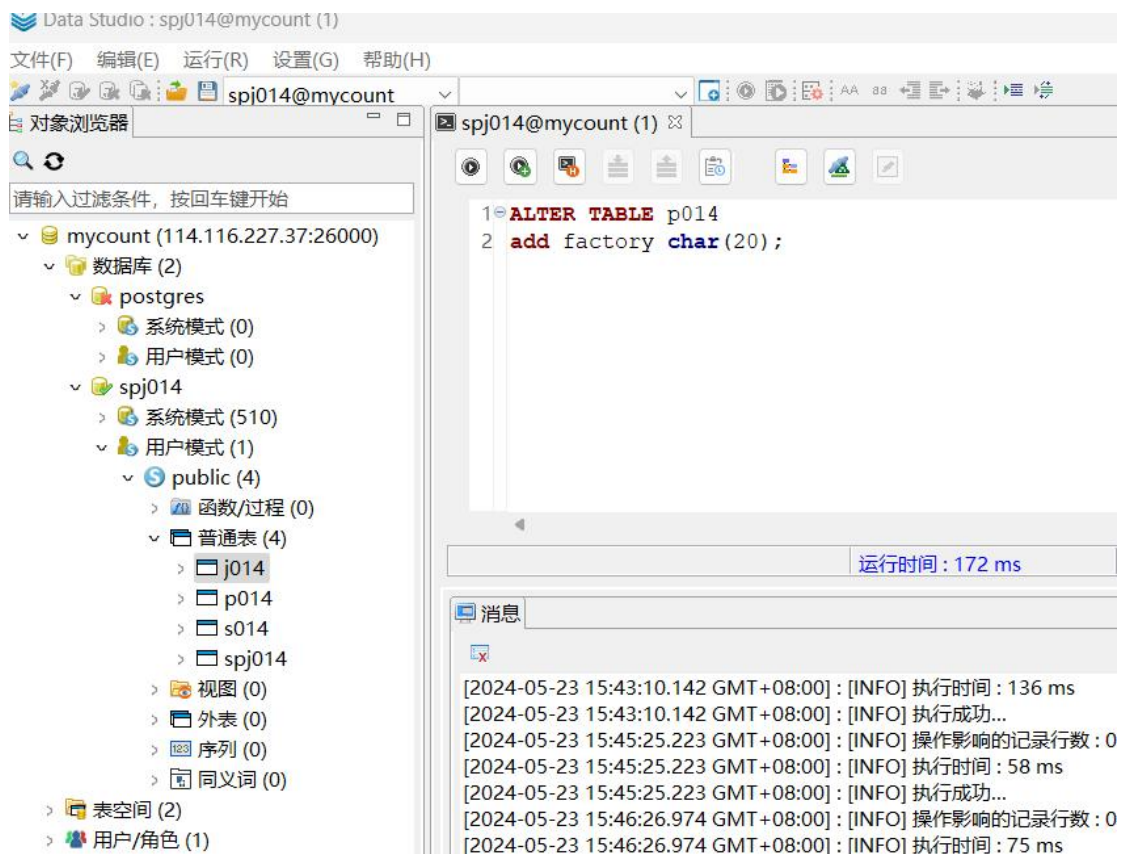 Data Studio : spj014@mycount (1)
文件(F) 编辑(E) 运行(R) 设置(G) 帮助(H)
spj014@mycount
对象浏览器
spj014@mycount (1)
请输入过滤条件，按回车键开始
mycount (114.116.227.37:26000)
数据库 (2)
postgres
系统模式 (0)
用户模式 (0)
spj014
系统模式 (510)
用户模式 (1)
public (4)
函数/过程 (0)
普通表 (4)
j014
p014
s014
spj014
视图 (0)
外表 (0)
序列 (0)
同义词 (0)
表空间 (2)
用户/角色 (1)
1 ALTER TABLE p014
2 add factory char(20);
运行时间 : 172 ms
消息
[2024-05-23 15:43:10.142 GMT+08:00] : [INFO] 执行时间 : 136 ms
[2024-05-23 15:43:10.142 GMT+08:00] : [INFO] 执行成功...
[2024-05-23 15:45:25.223 GMT+08:00] : [INFO] 操作影响的记录行数 : 0
[2024-05-23 15:45:25.223 GMT+08:00] : [INFO] 执行时间 : 58 ms
[2024-05-23 15:45:25.223 GMT+08:00] : [INFO] 执行成功...
[2024-05-23 15:46:26.974 GMT+08:00] : [INFO] 操作影响的记录行数 : 0
[2024-05-23 15:46:26.974 GMT+08:00] : [INFO] 执行时间 : 75 ms